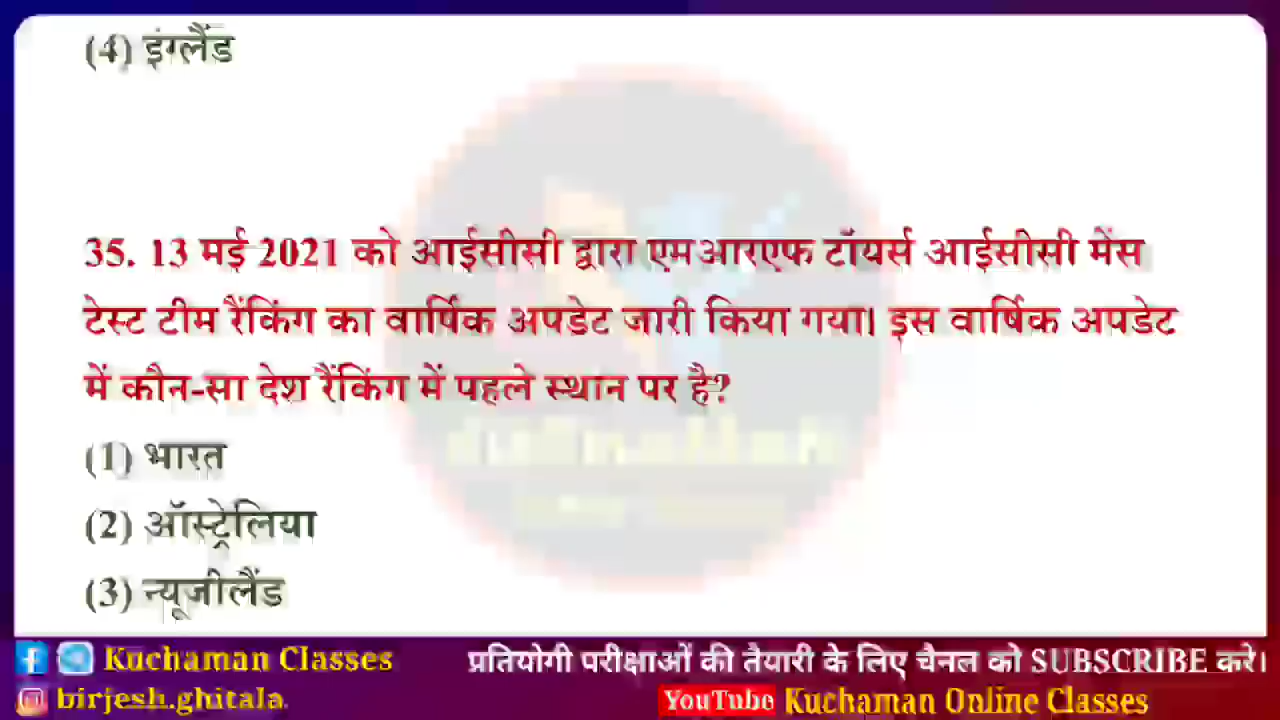 (4) इंग्लैंड
35. 13 मई 2021 को आईसीसी द्वारा एमआरएफ टॉयर्स आईसीसी मेंस
टेस्ट टीम रैंकिंग का वार्षिक अपडेट जारी किया गया। इस वार्षिक अपडेट
में कौन-सा देश रैंकिंग में पहले स्थान पर है?
(1) भारत
(2) ऑस्ट्रेलिया
(3) न्यूजीलैंड
Kuchaman Classes
प्रतियोगी परीक्षाओं की तैयारी के लिए चैनल को SUBSCRIBE करे।
birjesh.ghitala
YouTube Kuchaman Online Classes